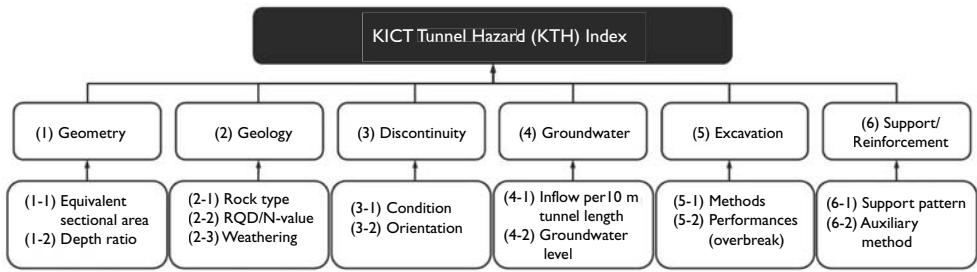 KICT Tunnel Hazard (KTH) Index
(1) Geometry
(2) Geology
(3) Discontinuity
(4) Groundwater
(5) Excavation
(6) Support/
Reinforcement
(1-1) Equivalent
sectional area
(1-2) Depth ratio
(2-1) Rock type
(2-2) RQD/N-value
(2-3) Weathering
(3-1) Condition
(3-2) Orientation
(4-1) Inflow per10 m
tunnel length
(4-2) Groundwater
level
(5-1) Methods
(5-2) Performances
(overbreak)
(6-1) Support pattern
(6-2) Auxiliary
method